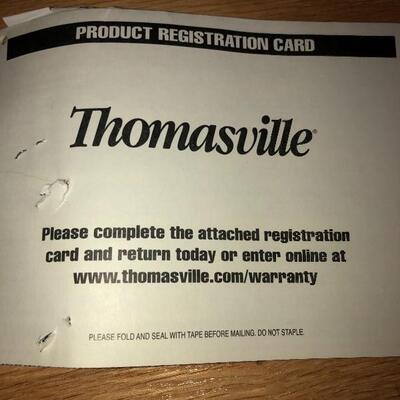 PRODUCT REGISTRATION CARD
Thomasville®
Please complete the attached registration
card and return today or enter online at
www.thomasville.com/warranty
PLEASE FOLD AND SEAL WITH TAPE BEFORE MAILING. DO NOT STAPLE.